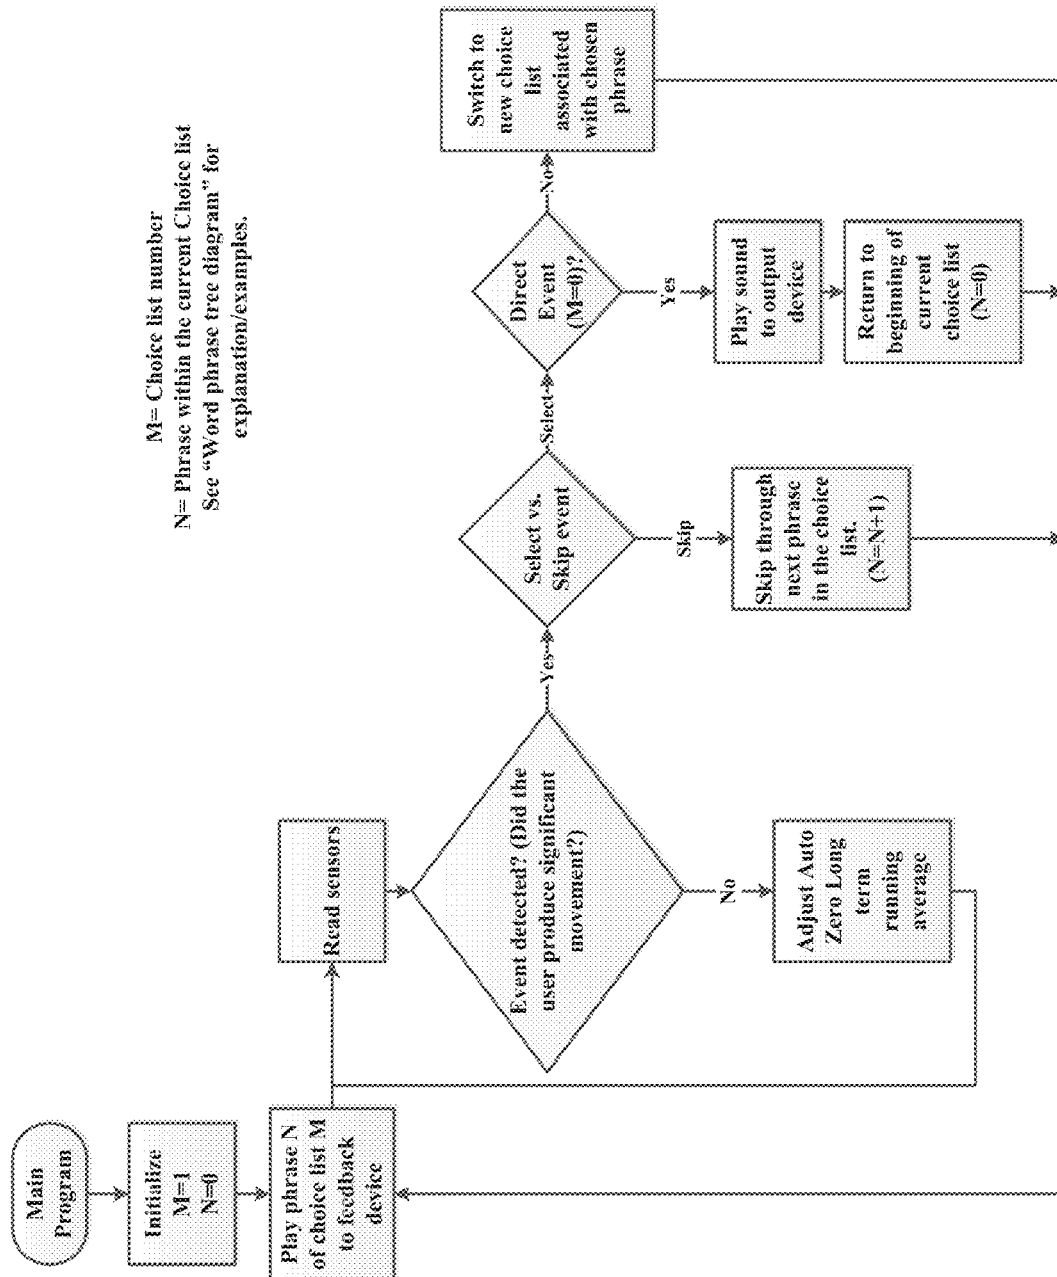 Main
Program
Initialize
M=1
N=0
Play phrase N
of choice list M
to feedback
device
Read sensors
Event detected? (Did the
user produce significant
movement?)
No
Adjust Auto
Zero Long
term
running
average
Yes
Select vs.
Skip event
Skip
Skip through
next phrase
in the choice
list.
(N=N+1)
Select
Direct
Event
(M=0)?
Yes
Play sound
to output
device
Return to
beginning of
current
choice list
(N=0)
No
Switch to
new choice
list
associated
with chosen
phrase
M= Choice list number
N= Phrase within the current Choice list
See “Word phrase tree diagram” for
explanation/examples.